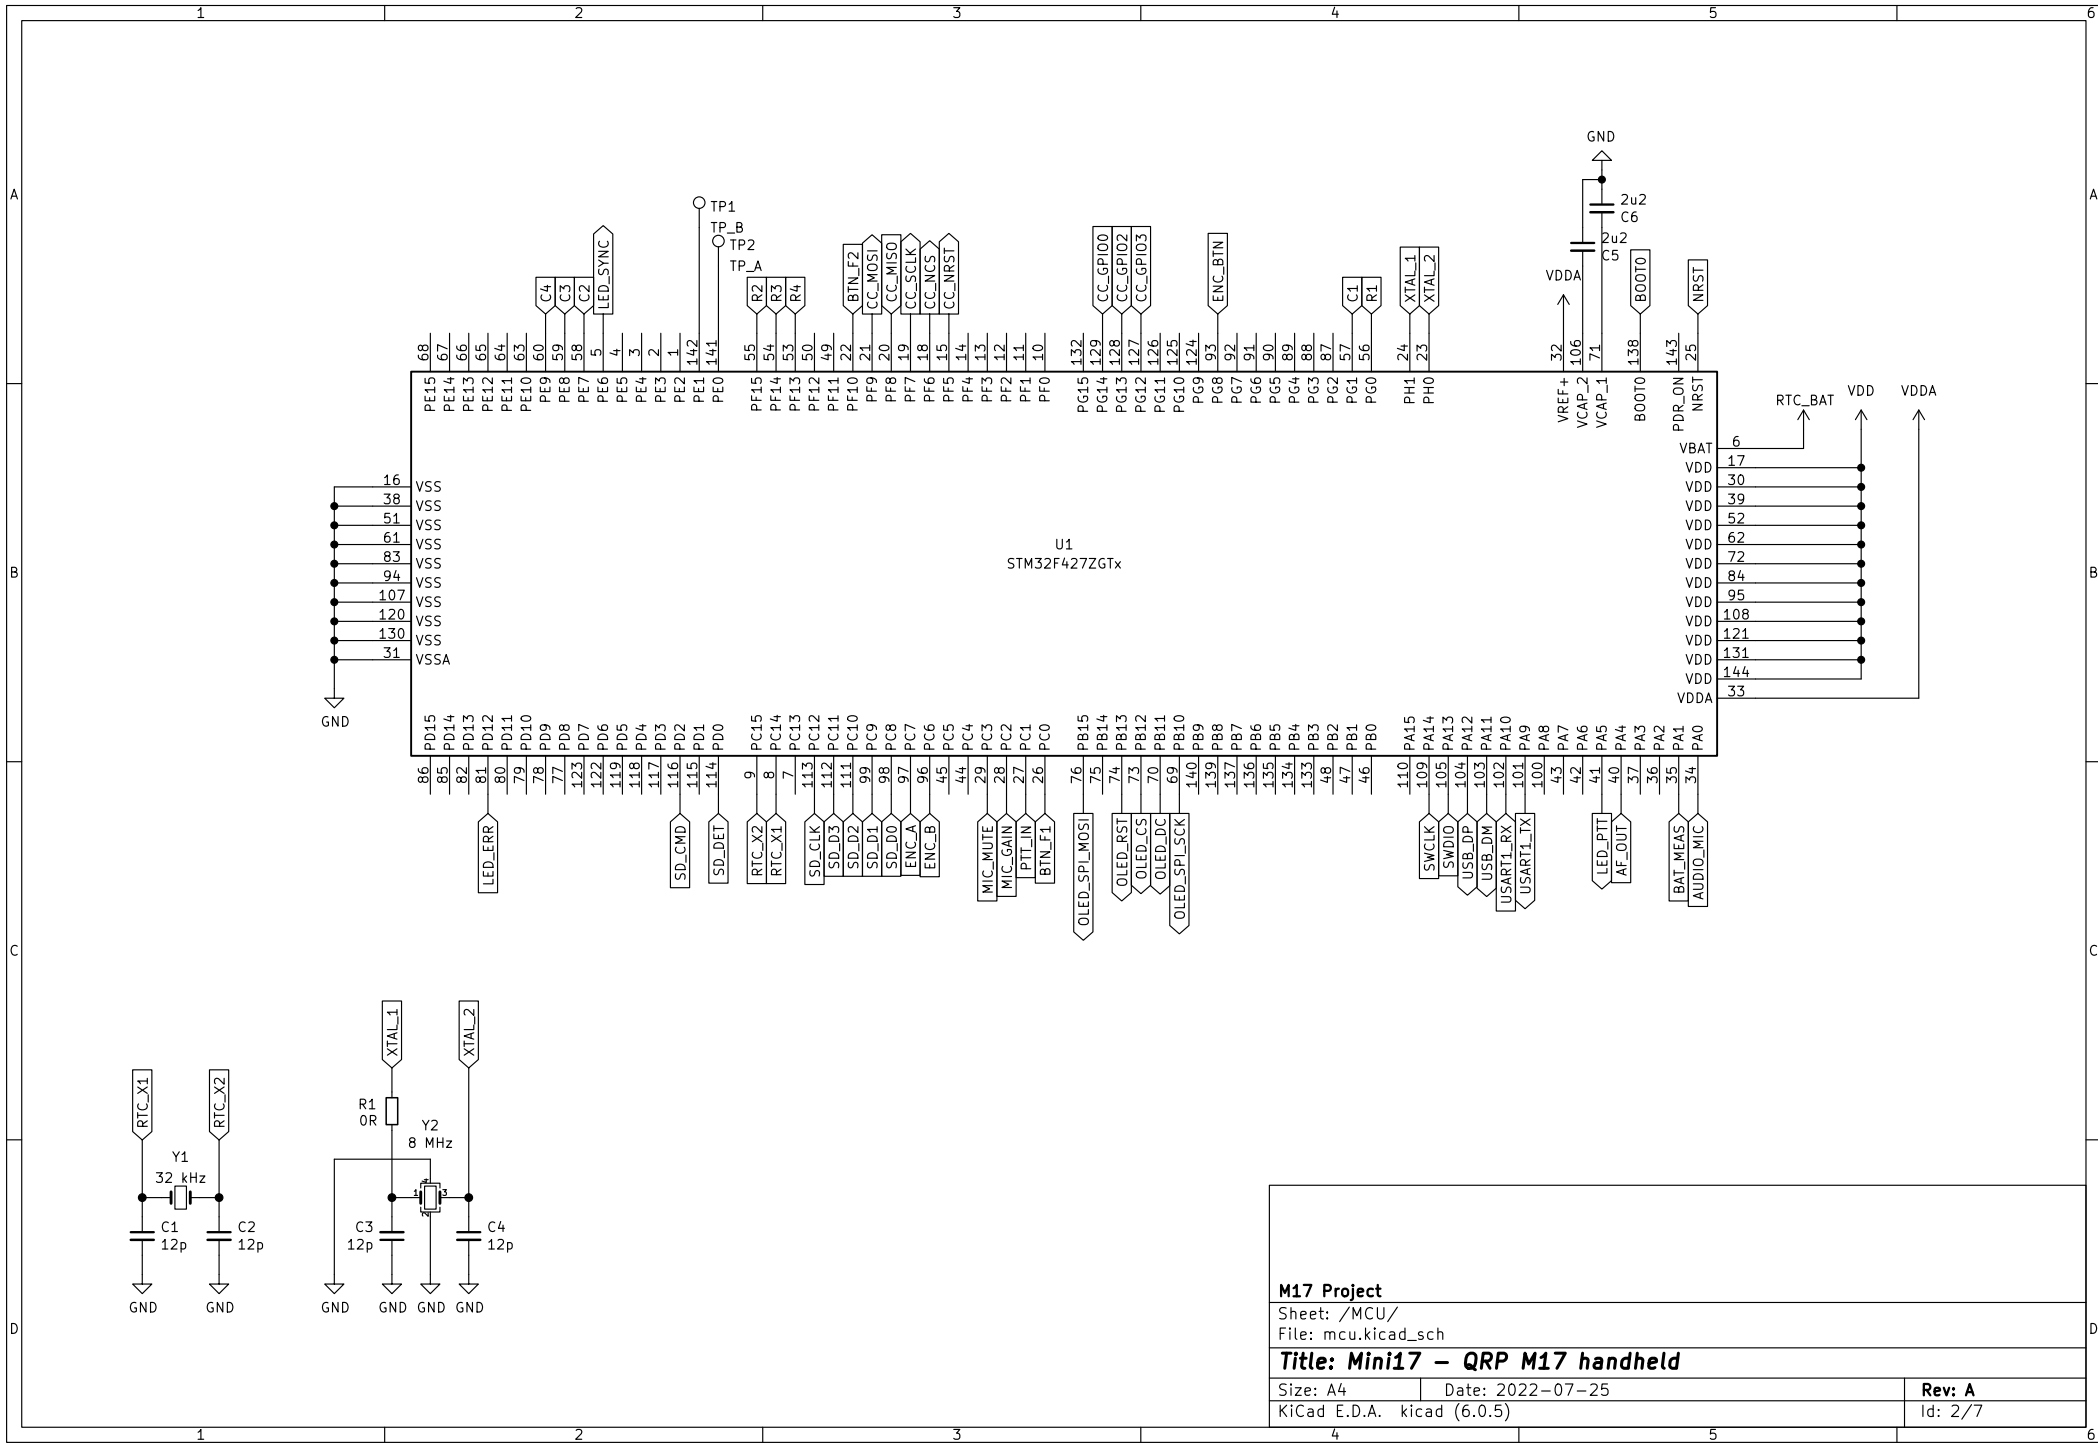 1 2 3 4 5 6
A
B
C
D
A
B
C
D
GND
2u2
C6
2u2
C5
VDDA
TP1
TP_B
TP2
TP_A
C4
C3
C2
LED_SYNC
R2
R3
R4
BTN_F2
CC_MOSI
CC_MISO
CC_SCLK
CC_NCS
CC_NRST
CC_GPIO0
CC_GPIO2
CC_GPIO3
ENC_BTN
C1
R1
XTAL_1
XTAL_2
BOOT0
NRST
68 PE15
67 PE14
66 PE13
65 PE12
64 PE11
63 PE10
60 PE9
59 PE8
58 PE7
5 PE6
4 PE5
3 PE4
2 PE3
1 PE2
142 PE1
141 PE0
55 PF15
54 PF14
53 PF13
50 PF12
49 PF11
22 PF10
21 PF9
20 PF8
19 PF7
18 PF6
15 PF5
14 PF4
13 PF3
12 PF2
11 PF1
10 PF0
132 PG15
129 PG14
128 PG13
127 PG12
126 PG11
125 PG10
124 PG9
93 PG8
92 PG7
91 PG6
90 PG5
89 PG4
88 PG3
87 PG2
57 PG1
56 PG0
24 PH1
23 PH0
32 VREF+
106 VCAP_2
71 VCAP_1
138 BOOT0
143 PDR_ON
25 NRST
RTC_BAT
VDD
VDDA
VBAT 6
VDD 17
VDD 30
VDD 39
VDD 52
VDD 62
VDD 72
VDD 84
VDD 95
VDD 108
VDD 121
VDD 131
VDD 144
VDDA 33
16 VSS
38 VSS
51 VSS
61 VSS
83 VSS
94 VSS
107 VSS
120 VSS
130 VSS
31 VSSA
GND
U1
STM32F427ZGTx
PD15 86
PD14 85
PD13 82
PD12 81
PD11 80
PD10 79
PD9 78
PD8 77
PD7 123
PD6 122
PD5 119
PD4 118
PD3 117
PD2 116
PD1 115
PD0 114
PC15 9
PC14 8
PC13 7
PC12 113
PC11 112
PC10 111
PC9 99
PC8 98
PC7 97
PC6 96
PC5 45
PC4 44
PC3 29
PC2 28
PC1 27
PC0 26
PB15 76
PB14 75
PB13 74
PB12 73
PB11 70
PB10 69
PB9 140
PB8 139
PB7 137
PB6 136
PB5 135
PB4 134
PB3 133
PB2 48
PB1 47
PB0 46
PA15 110
PA14 109
PA13 105
PA12 104
PA11 103
PA10 102
PA9 101
PA8 100
PA7 43
PA6 42
PA5 41
PA4 40
PA3 37
PA2 36
PA1 35
PA0 34
LED_ERR
SD_CMD
SD_DET
RTC_X2
RTC_X1
SD_CLK
SD_D3
SD_D2
SD_D1
SD_D0
ENC_A
ENC_B
MIC_MUTE
MIC_GAIN
PTT_IN
BTN_F1
OLED_SPI_MOSI
OLED_RST
OLED_CS
OLED_DC
OLED_SPI_SCK
SWCLK
SWDIO
USB_DP
USB_DM
USART1_RX
USART1_TX
LED_PTT
AF_OUT
BAT_MEAS
AUDIO_MIC
RTC_X1
RTC_X2
Y1
32 kHz
C1
12p
C2
12p
GND
GND
XTAL_1
XTAL_2
R1
0R
Y2
8 MHz
1
2
3
4
C3
12p
C4
12p
GND
GND
GND
GND
M17 Project
Sheet: /MCU/
File: mcu.kicad_sch
Title: Mini17 – QRP M17 handheld
Size: A4 Date: 2022-07-25 Rev: A
KiCad E.D.A. kicad (6.0.5) Id: 2/7
1 2 3 4 5 6